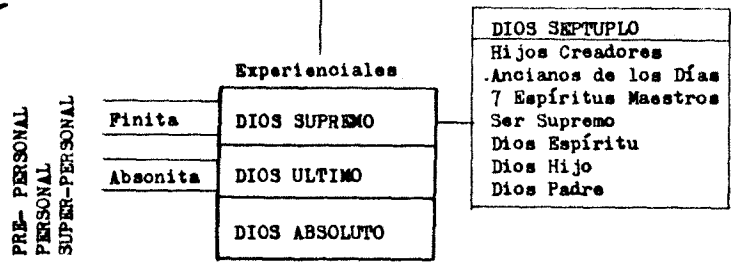 DIOS SEPTUPLO
Hijos Creadores
.Ancianos de los Días
7 Espíritus Maestros
Ser Supremo
Dios Espíritu
Dios Hijo
Dios Padre
Experienciales
Finita
DIOS SUPREMO
Absonita
DIOS ULTIMO
DIOS ABSOLUTO
PRE- PERSONAL
PERSONAL
SUPER-PERSONAL